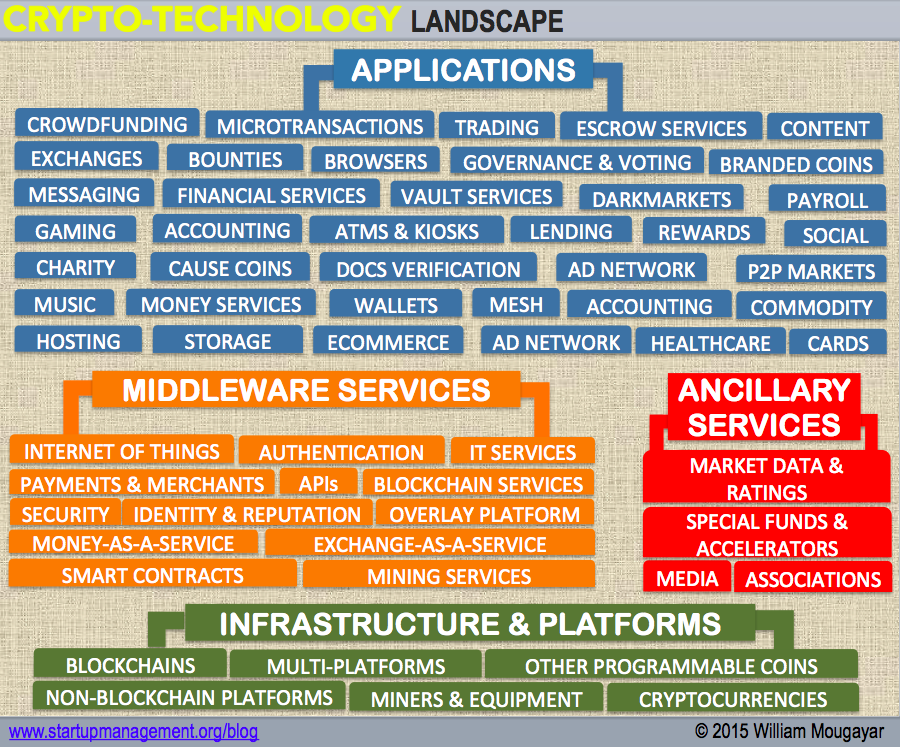 CRYPTO-TECHNOLOGY LANDSCAPE
APPLICATIONS
CROWDFUNDING MICROTRANSACTIONS TRADING ESCROW SERVICES CONTENT
EXCHANGES BOUNTIES BROWSERS GOVERNANCE & VOTING BRANDED COINS
MESSAGING FINANCIAL SERVICES VAULT SERVICES DARKMARKETS PAYROLL
GAMING ACCOUNTING ATMS & KIOSKS LENDING REWARDS SOCIAL
CHARITY CAUSE COINS DOCS VERIFICATION AD NETWORK P2P MARKETS
MUSIC MONEY SERVICES WALLETS MESH ACCOUNTING COMMODITY
HOSTING STORAGE ECOMMERCE AD NETWORK HEALTHCARE CARDS
MIDDLEWARE SERVICES
INTERNET OF THINGS AUTHENTICATION IT SERVICES
PAYMENTS & MERCHANTS APIs BLOCKCHAIN SERVICES
SECURITY IDENTITY & REPUTATION OVERLAY PLATFORM
MONEY-AS-A-SERVICE EXCHANGE-AS-A-SERVICE
SMART CONTRACTS MINING SERVICES
ANCILLARY
SERVICES
MARKET DATA &
RATINGS
SPECIAL FUNDS &
ACCELERATORS
MEDIA ASSOCIATIONS
INFRASTRUCTURE & PLATFORMS
BLOCKCHAINS MULTI-PLATFORMS OTHER PROGRAMMABLE COINS
NON-BLOCKCHAIN PLATFORMS MINERS & EQUIPMENT CRYPTOCURRENCIES
www.startupmanagement.org/blog © 2015 William Mougayar